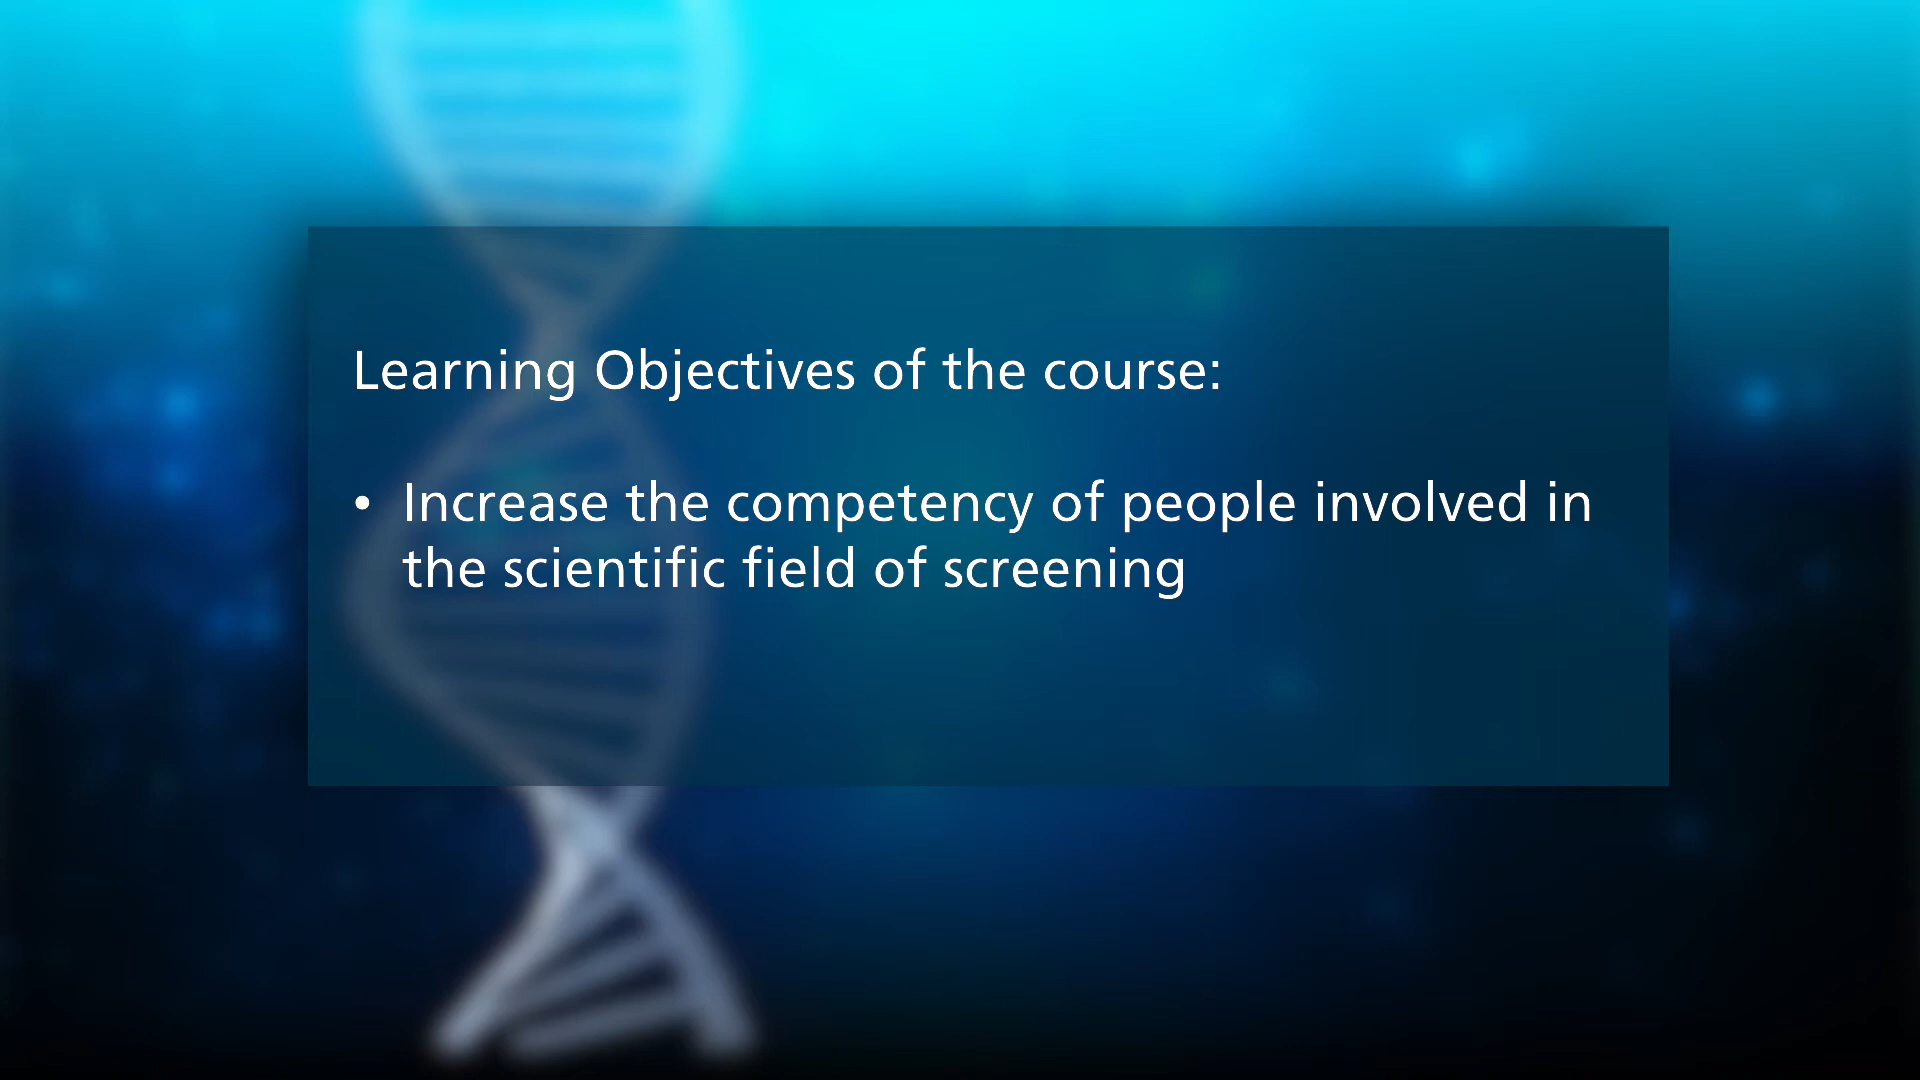 Learning Objectives of the course:
• Increase the competency of people involved in
the scientific field of screening